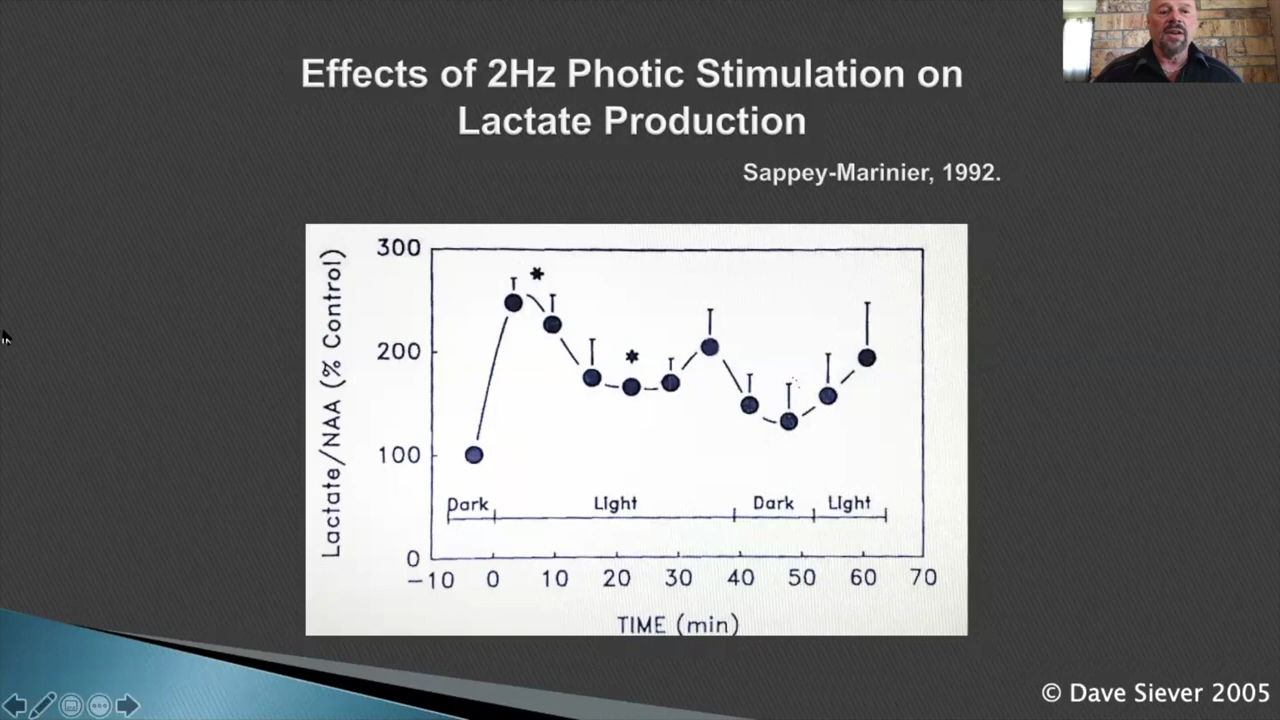 Effects of 2Hz Photic Stimulation on
Lactate Production
Sappey-Marinier, 1992.
Lactate/NAA (% Control)
300
200
100
0
*
*
Dark
Light
Dark
Light
−10 0 10 20 30 40 50 60 70
TIME (min)
© Dave Siever 2005